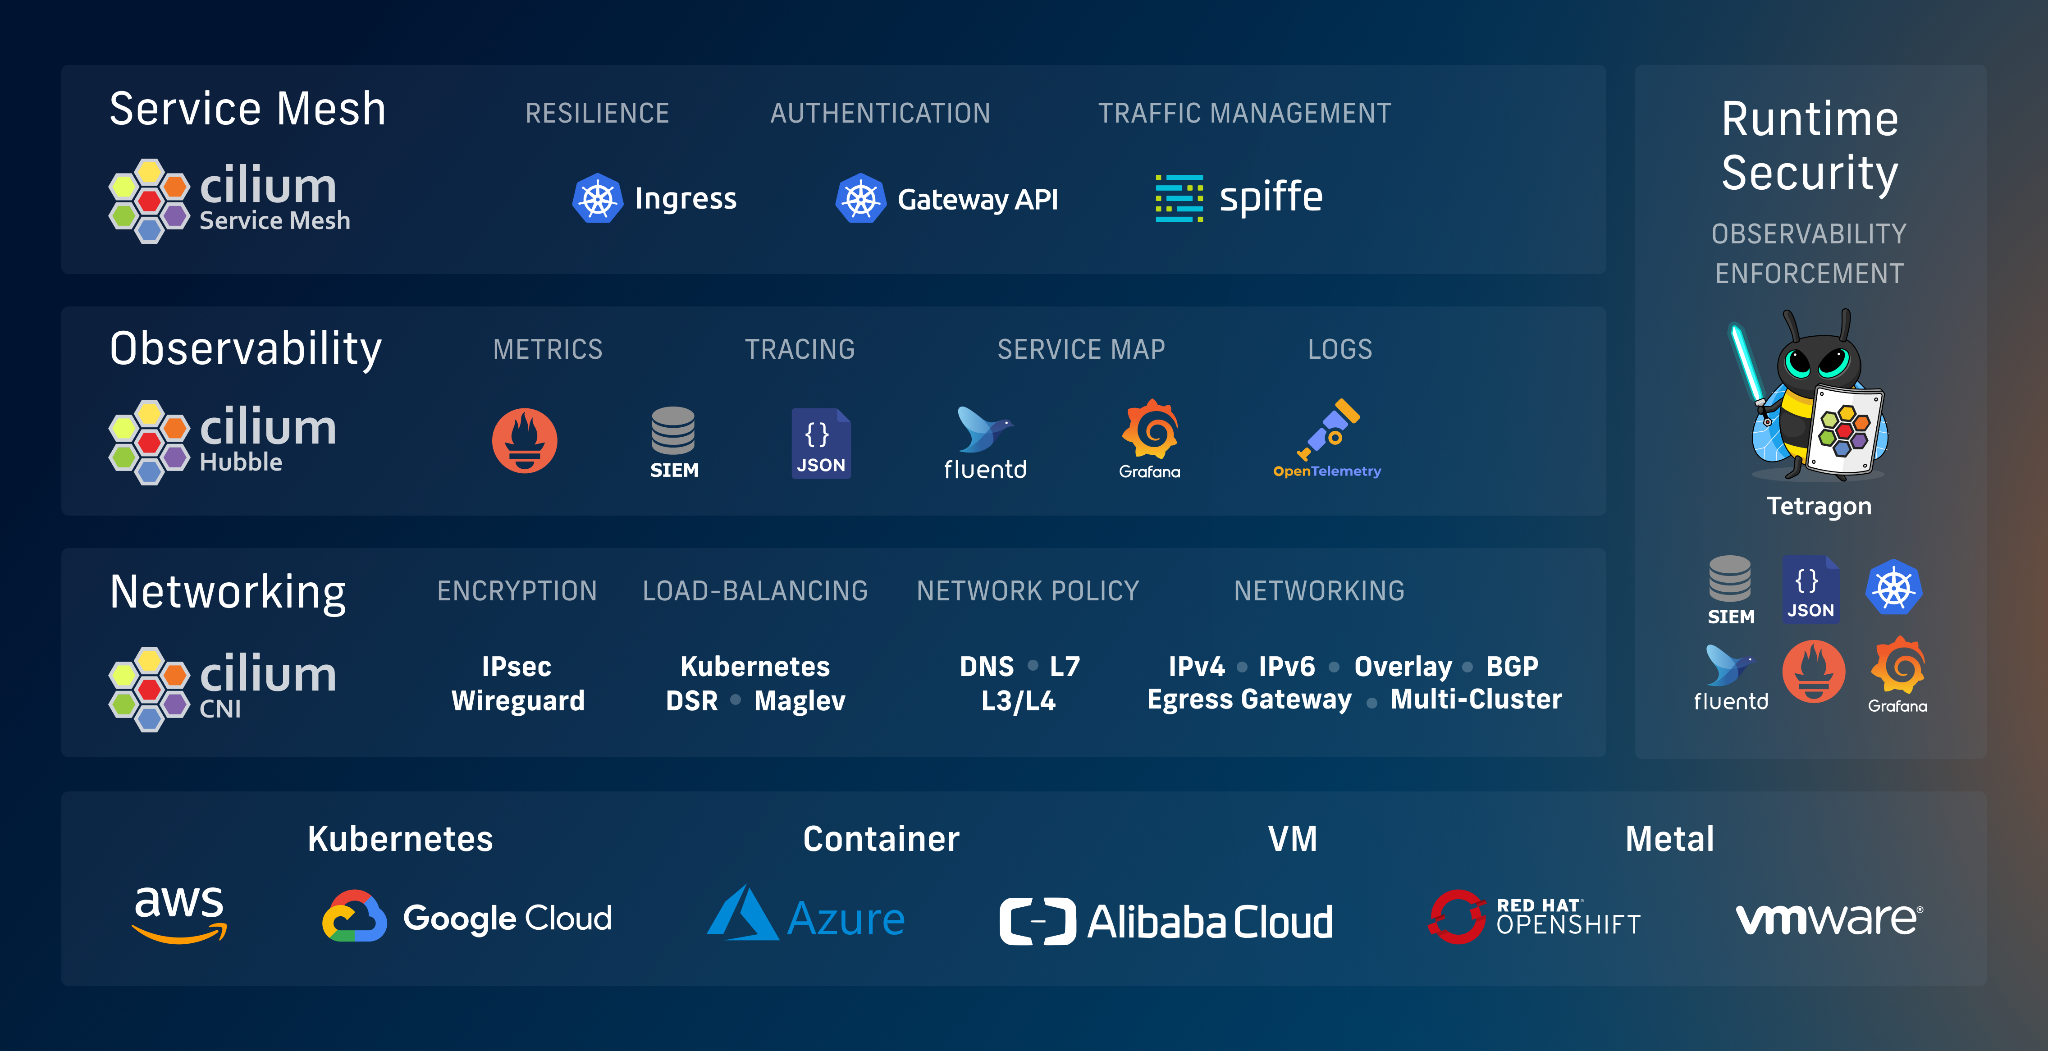 Service Mesh
RESILIENCE
AUTHENTICATION
TRAFFIC MANAGEMENT
cilium
Service Mesh
Ingress
Gateway API
spiffe
Observability
METRICS
TRACING
SERVICE MAP
LOGS
cilium
Hubble
SIEM
{}
JSON
fluentd
Grafana
OpenTelemetry
Networking
ENCRYPTION
LOAD-BALANCING
NETWORK POLICY
NETWORKING
cilium
CNI
IPsec
Wireguard
Kubernetes
DSR • Maglev
DNS • L7
L3/L4
IPv4 • IPv6 • Overlay • BGP
Egress Gateway • Multi-Cluster
Runtime
Security
OBSERVABILITY
ENFORCEMENT
Tetragon
SIEM
{}
JSON
fluentd
Grafana
Kubernetes
Container
VM
Metal
aws
Google Cloud
Azure
Alibaba Cloud
RED HAT®
OPENSHIFT
vmware®